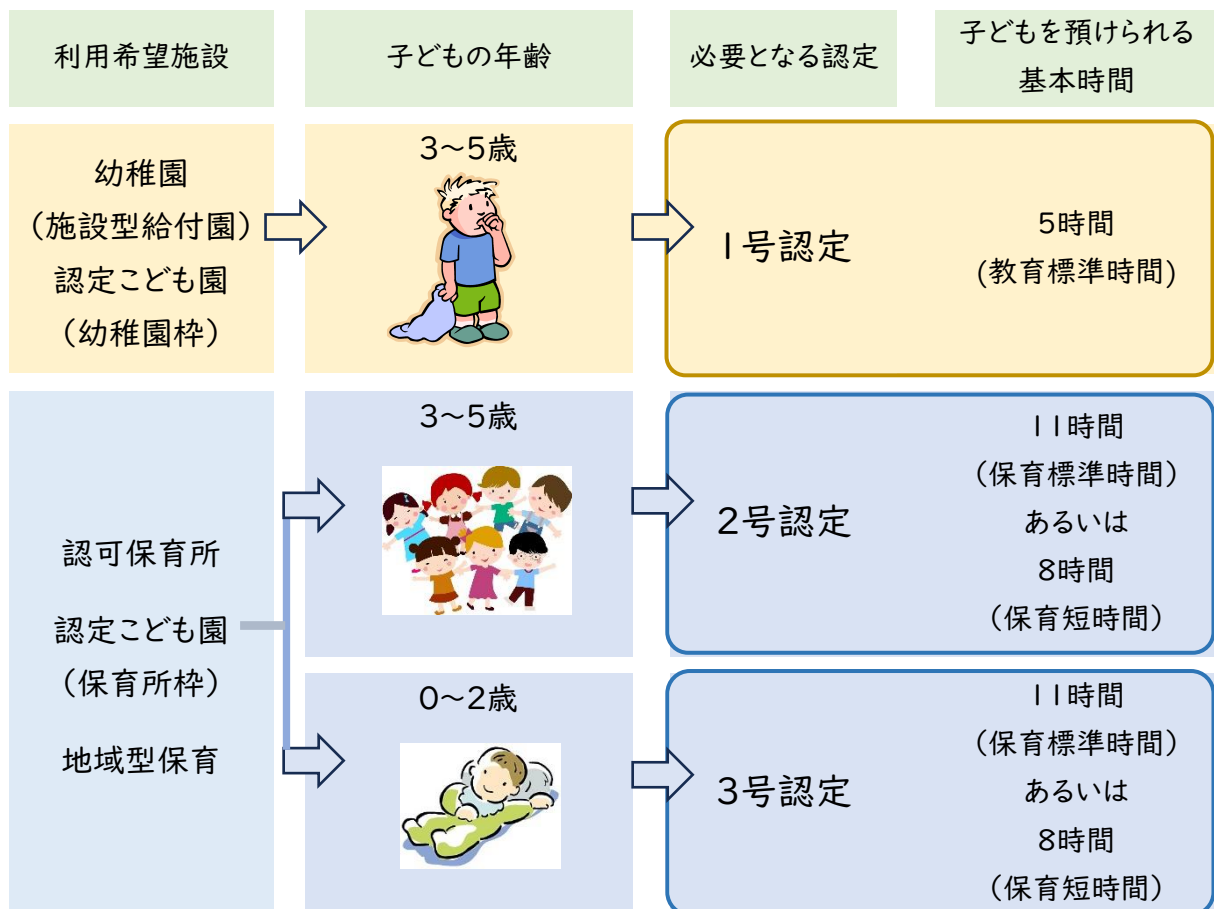 利用希望施設
子どもの年齢
必要となる認定
子どもを預けられる
基本時間
幼稚園
(施設型給付園)
認定こども園
(幼稚園枠)
3～5歳
1号認定
5時間
(教育標準時間)
認可保育所
認定こども園
(保育所枠)
地域型保育
3～5歳
2号認定
11時間
(保育標準時間)
あるいは
8時間
(保育短時間)
0～2歳
3号認定
11時間
(保育標準時間)
あるいは
8時間
(保育短時間)